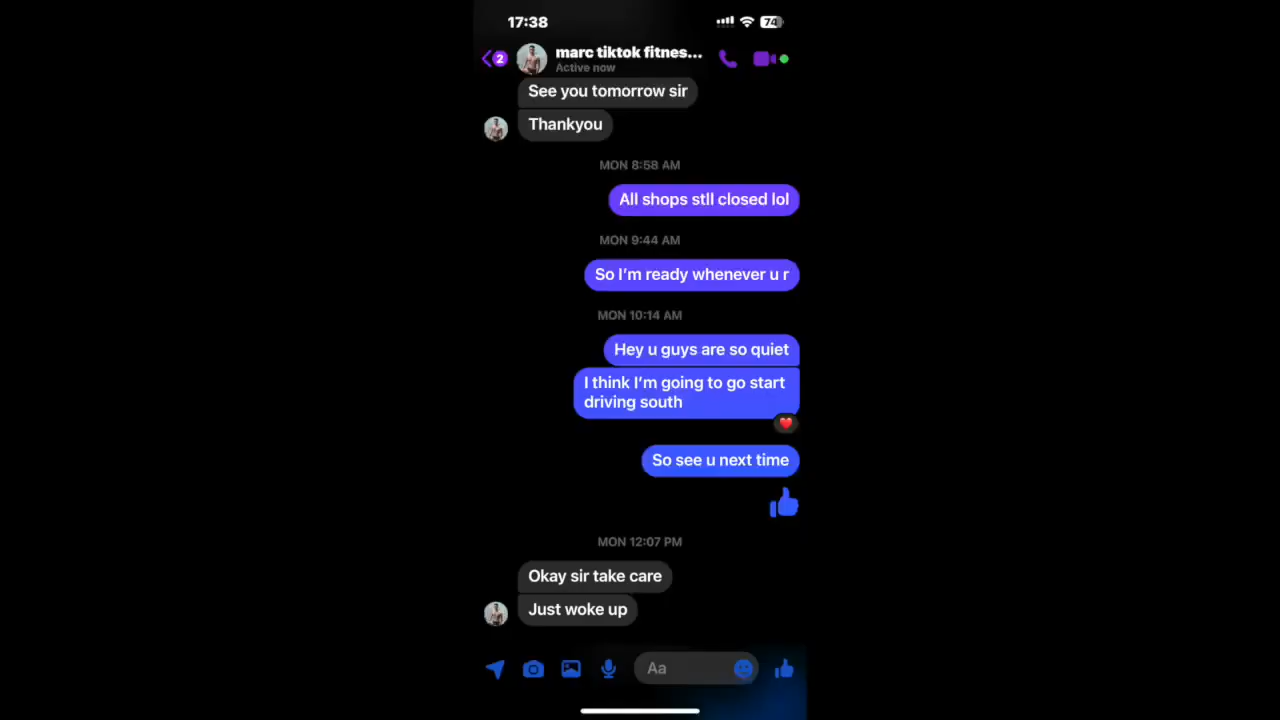 17:38
74
2
marc tiktok fitnes...
Active now
See you tomorrow sir
Thankyou
MON 8:58 AM
All shops stll closed lol
MON 9:44 AM
So I'm ready whenever u r
MON 10:14 AM
Hey u guys are so quiet
I think I'm going to go start
driving south
So see u next time
MON 12:07 PM
Okay sir take care
Just woke up
Aa